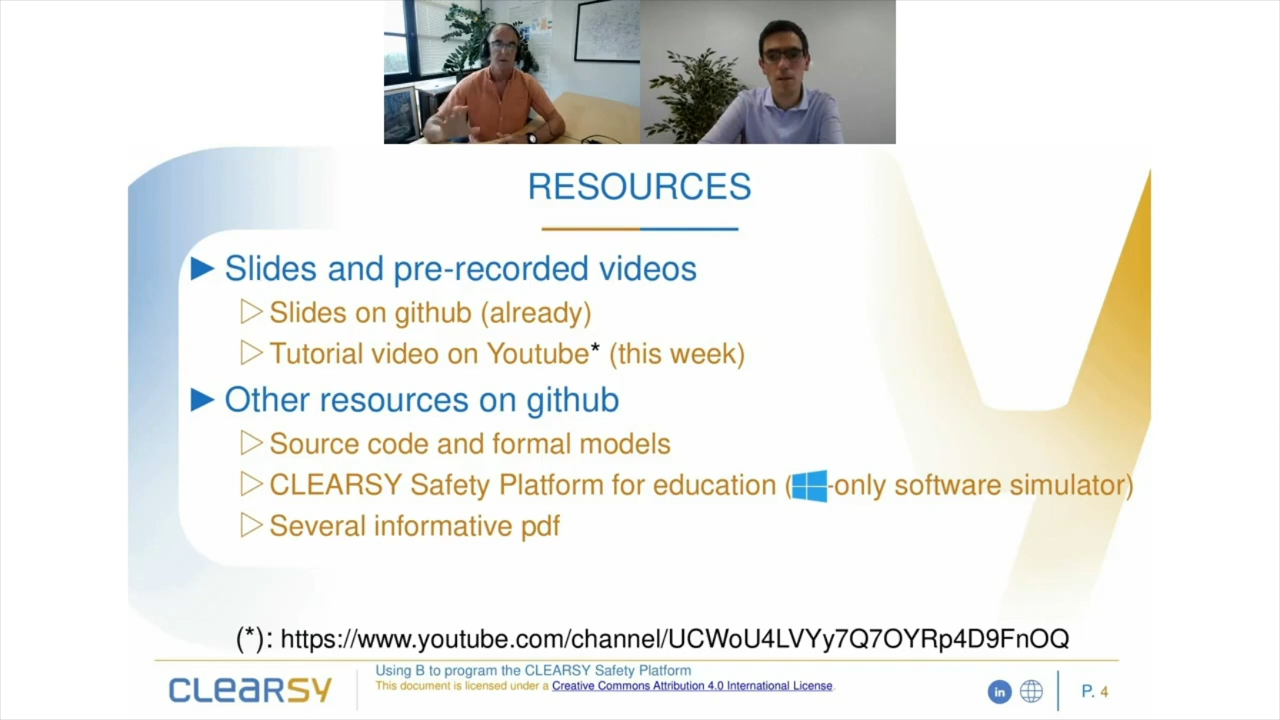 RESOURCES
Slides and pre-recorded videos
Slides on github (already)
Tutorial video on Youtube* (this week)
Other resources on github
Source code and formal models
CLEARSY Safety Platform for education (-only software simulator)
Several informative pdf
(*): https://www.youtube.com/channel/UCWoU4LVYy7Q7OYRp4D9FnOQ
CLEARSY
Using B to program the CLEARSY Safety Platform
This document is licensed under a Creative Commons Attribution 4.0 International License.
in
P. 4